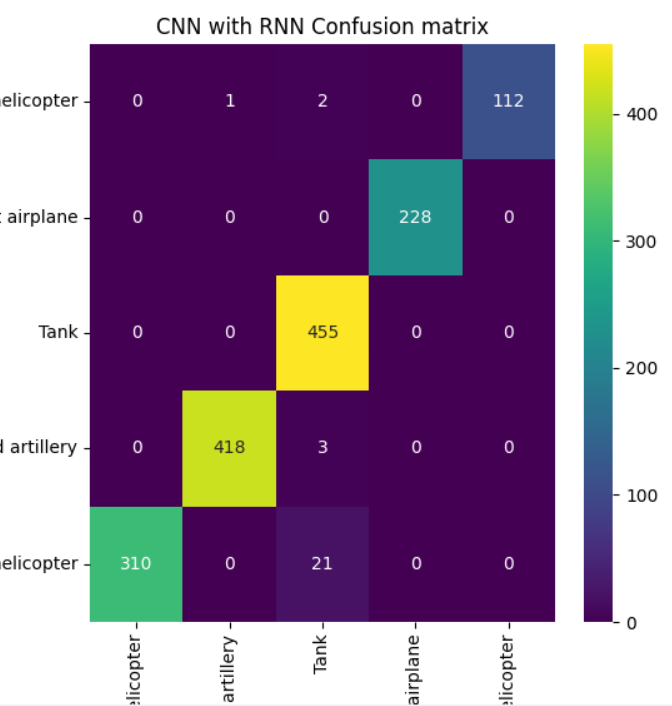 CNN with RNN Confusion matrix
elicopter 0 1 2 0 112
airplane 0 0 0 228 0
Tank 0 0 455 0 0
artillery 0 418 3 0 0
elicopter 310 0 21 0 0
400
300
200
100
0
elicopter
artillery
Tank
airplane
elicopter